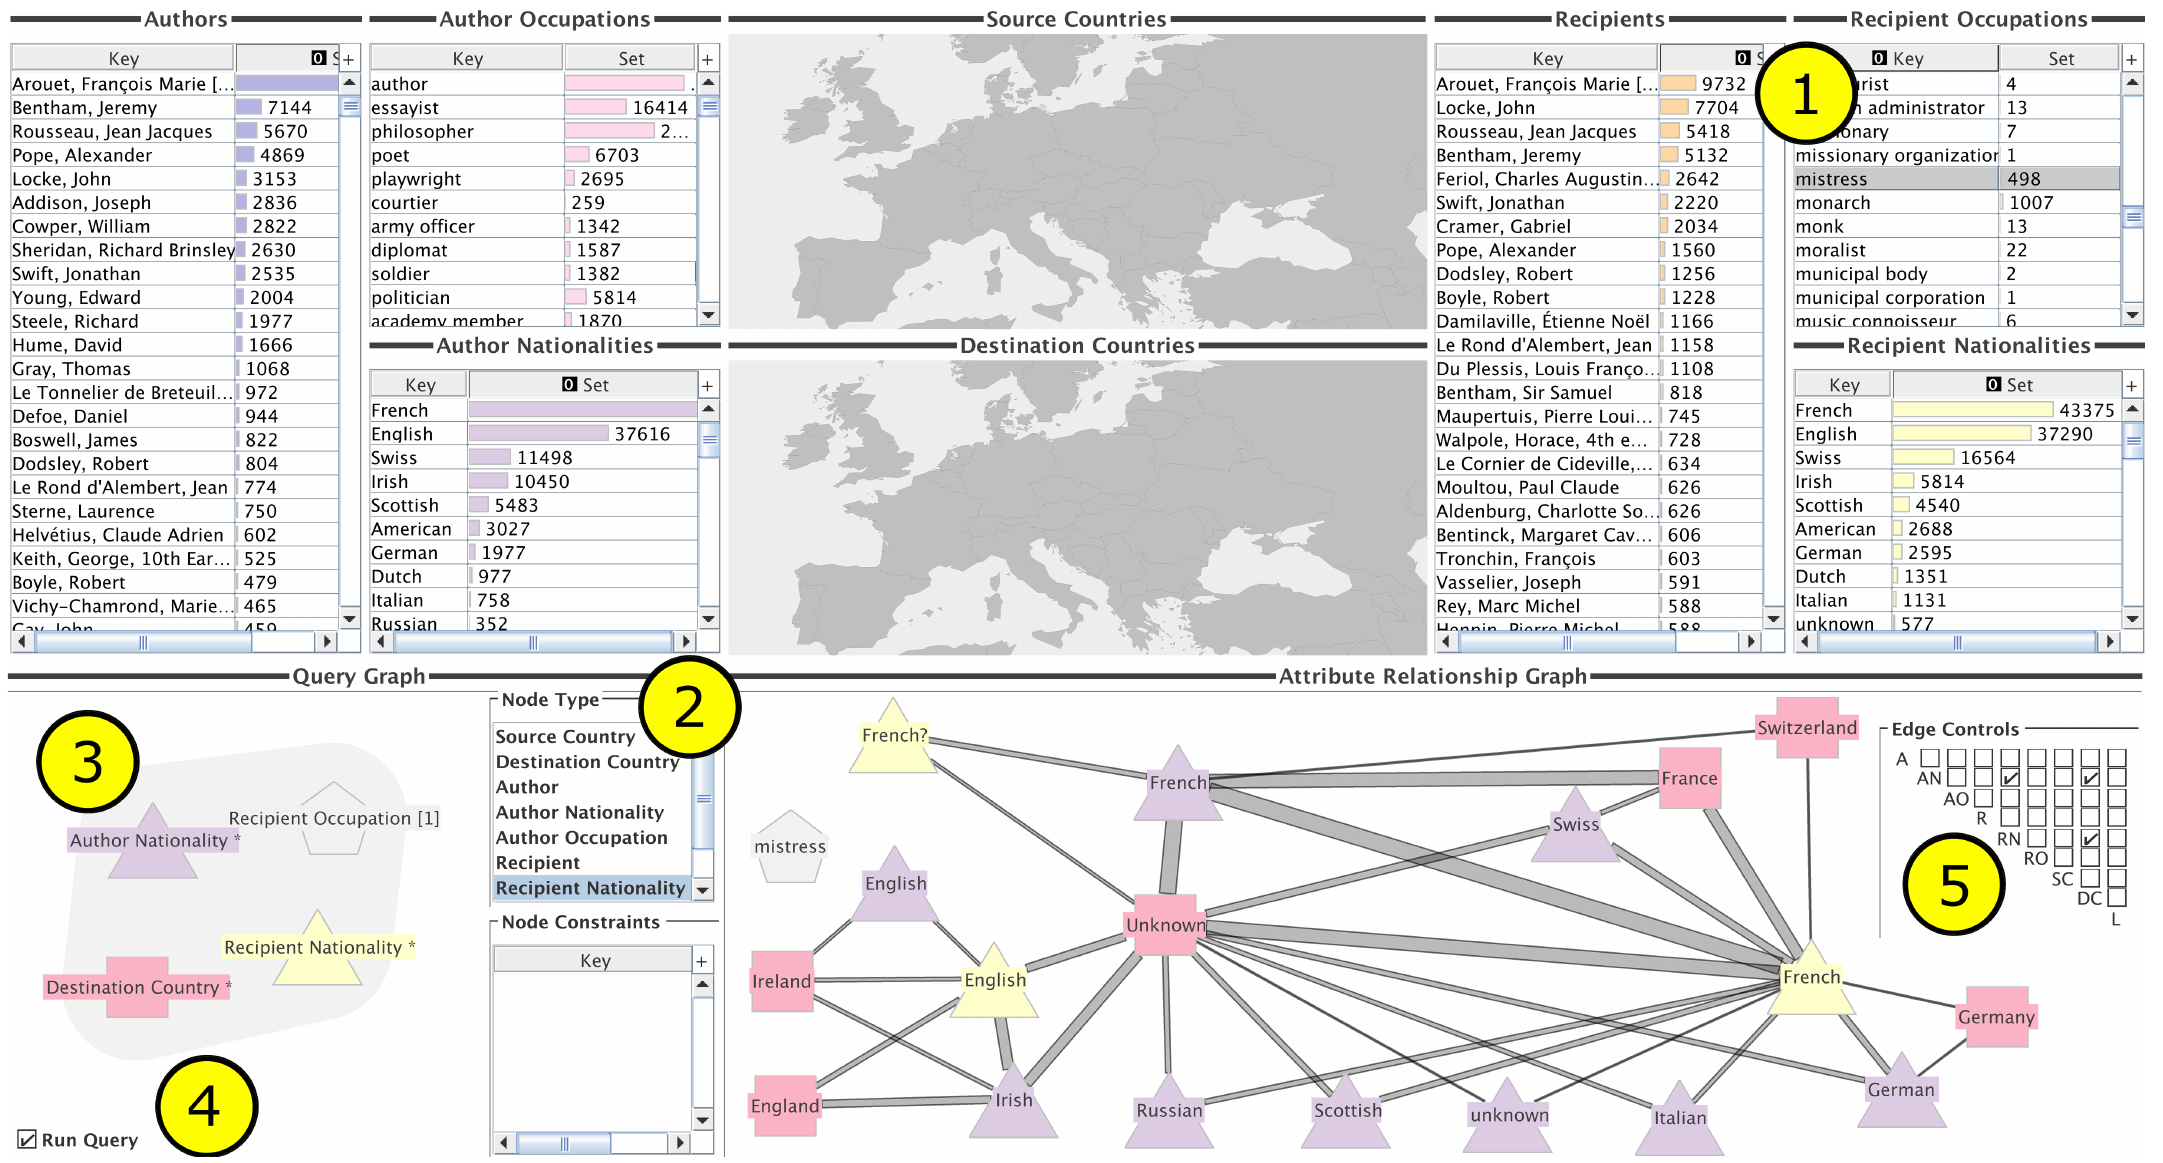 Authors
Key 0 S +
Arouet, François Marie [...
Bentham, Jeremy 7144
Rousseau, Jean Jacques 5670
Pope, Alexander 4869
Locke, John 3153
Addison, Joseph 2836
Cowper, William 2822
Sheridan, Richard Brinsley 2630
Swift, Jonathan 2535
Young, Edward 2004
Steele, Richard 1977
Hume, David 1666
Gray, Thomas 1068
Le Tonnelier de Breteuil... 972
Defoe, Daniel 944
Boswell, James 822
Dodsley, Robert 804
Le Rond d'Alembert, Jean 774
Sterne, Laurence 750
Helvétius, Claude Adrien 602
Keith, George, 10th Ear... 525
Boyle, Robert 479
Vichy-Chamrond, Marie... 465
Gay, John 459
Author Occupations
Key Set +
author .
essayist 16414
philosopher 2...
poet 6703
playwright 2695
courtier 259
army officer 1342
diplomat 1587
soldier 1382
politician 5814
academy member 1870
Author Nationalities
Key 0 Set +
French
English 37616
Swiss 11498
Irish 10450
Scottish 5483
American 3027
German 1977
Dutch 977
Italian 758
Russian 352
Source Countries
Destination Countries
Recipients
Key 0 S
Arouet, François Marie [... 9732
Locke, John 7704
Rousseau, Jean Jacques 5418
Bentham, Jeremy 5132
Feriol, Charles Augustin... 2642
Swift, Jonathan 2220
Cramer, Gabriel 2034
Pope, Alexander 1560
Dodsley, Robert 1256
Boyle, Robert 1228
Damilaville, Étienne Noël 1166
Le Rond d'Alembert, Jean 1158
Du Plessis, Louis Franço... 1108
Bentham, Sir Samuel 818
Maupertuis, Pierre Loui... 745
Walpole, Horace, 4th e... 728
Le Cornier de Cideville,... 634
Moultou, Paul Claude 626
Aldenburg, Charlotte So... 626
Bentinck, Margaret Cav... 606
Tronchin, François 603
Vasselier, Joseph 591
Rey, Marc Michel 588
Hennin, Pierre Michel 588
1
Recipient Occupations
0 Key Set +
rist 4
administrator 13
onary 7
missionary organization 1
mistress 498
monarch 1007
monk 13
moralist 22
municipal body 2
municipal corporation 1
music connoisseur 6
Recipient Nationalities
Key 0 Set +
French 43375
English 37290
Swiss 16564
Irish 5814
Scottish 4540
American 2688
German 2595
Dutch 1351
Italian 1131
unknown 577
Query Graph
3
Recipient Occupation [1]
Author Nationality *
Recipient Nationality *
Destination Country *
4
Run Query
2
Node Type
Source Country
Destination Country
Author
Author Nationality
Author Occupation
Recipient
Recipient Nationality
Node Constraints
Key +
Attribute Relationship Graph
French?
French
Switzerland
France
Swiss
mistress
English
Unknown
Ireland
English
French
Germany
England
Irish
Russian
Scottish
unknown
Italian
German
Edge Controls
A
AN
AO
R
RN
RO
SC
DC
L
5